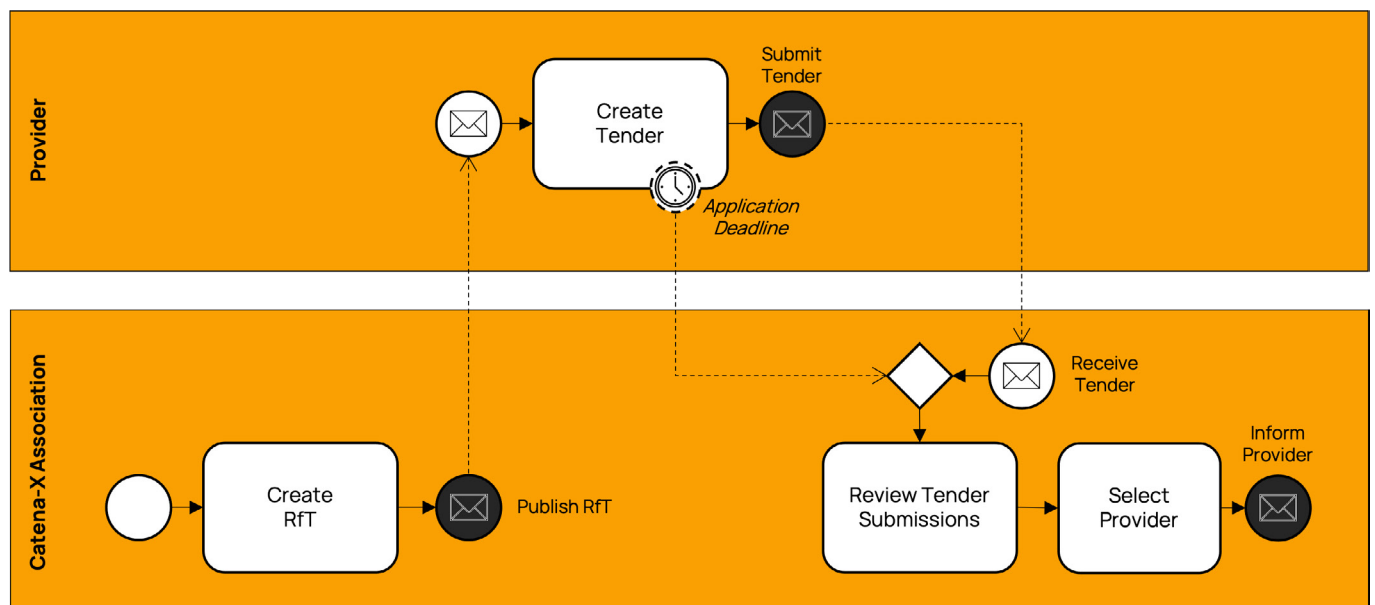 Provider
Submit
Tender
Create
Tender
Application
Deadline
Catena-X Association
Receive
Tender
Create
RfT
Publish RfT
Review Tender
Submissions
Select
Provider
Inform
Provider